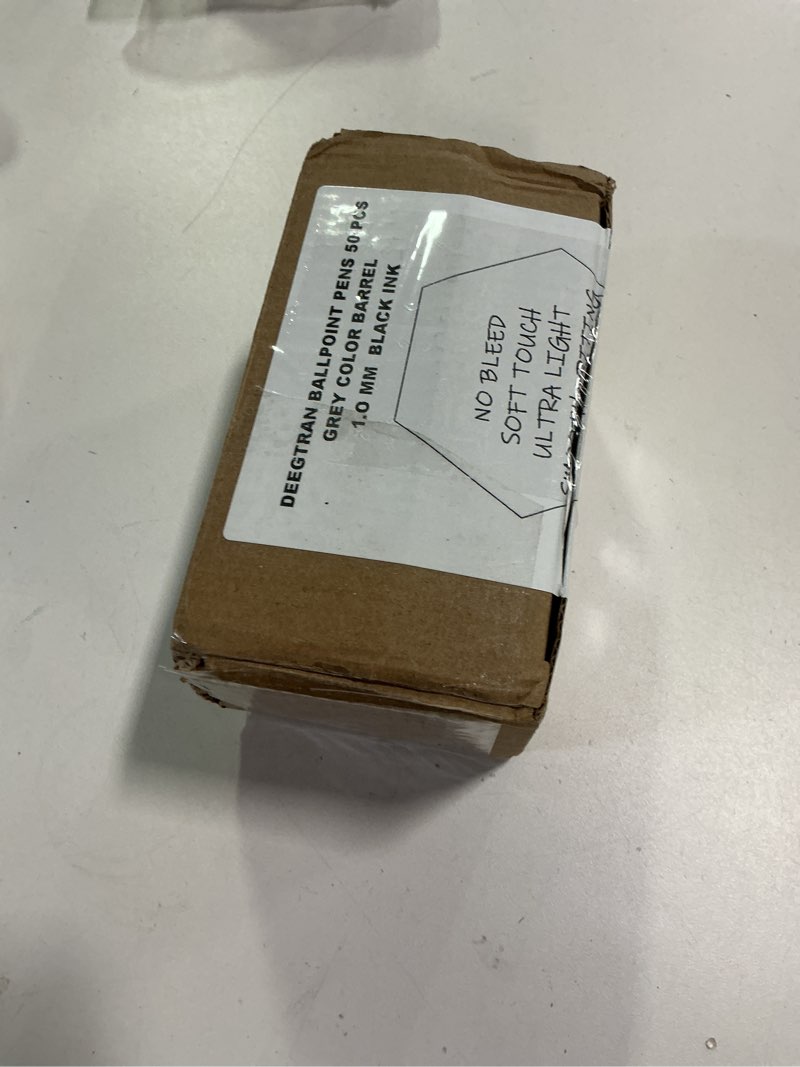 DEEGTRAN BALLPOINT PENS 50 PCS
GREY COLOR BARREL
1.0 MM BLACK INK
NO BLEED
SOFT TOUCH
ULTRA LIGHT